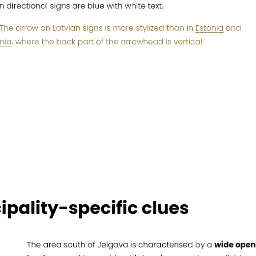 n directional signs are blue with white text.
The arrow on Latvian signs is more stylized than in Estonia and
nia, where the back part of the arrowhead is vertical.
ipality-specific clues
The area south of Jelgava is characterised by a wide open